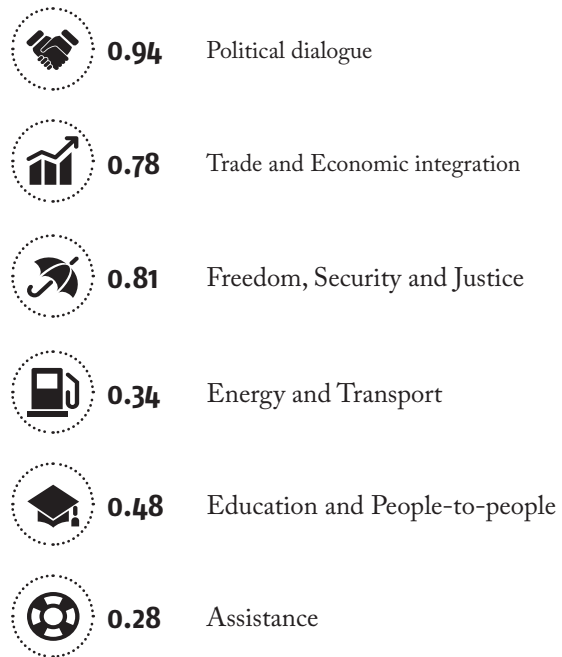 0.94 Political dialogue
0.78 Trade and Economic integration
0.81 Freedom, Security and Justice
0.34 Energy and Transport
0.48 Education and People-to-people
0.28 Assistance